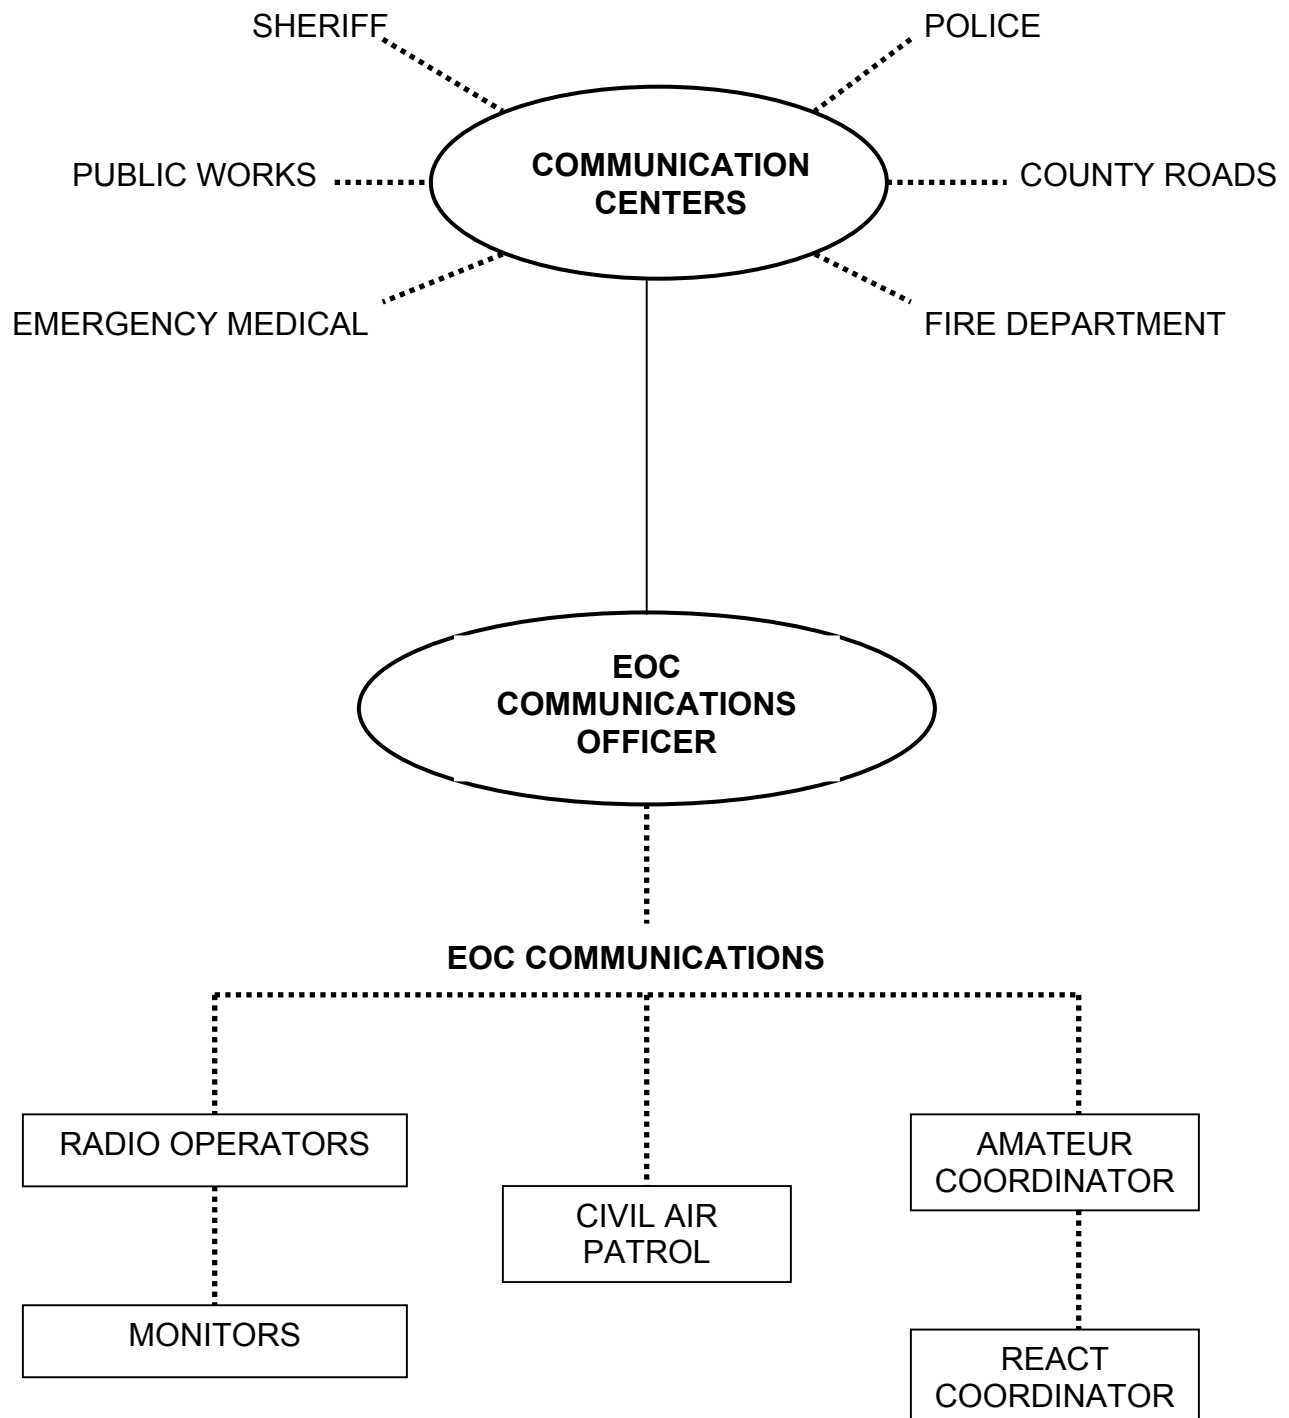 SHERIFF
POLICE
COMMUNICATION
CENTERS
PUBLIC WORKS
COUNTY ROADS
EMERGENCY MEDICAL
FIRE DEPARTMENT
EOC
COMMUNICATIONS
OFFICER
EOC COMMUNICATIONS
RADIO OPERATORS
MONITORS
CIVIL AIR
PATROL
AMATEUR
COORDINATOR
REACT
COORDINATOR